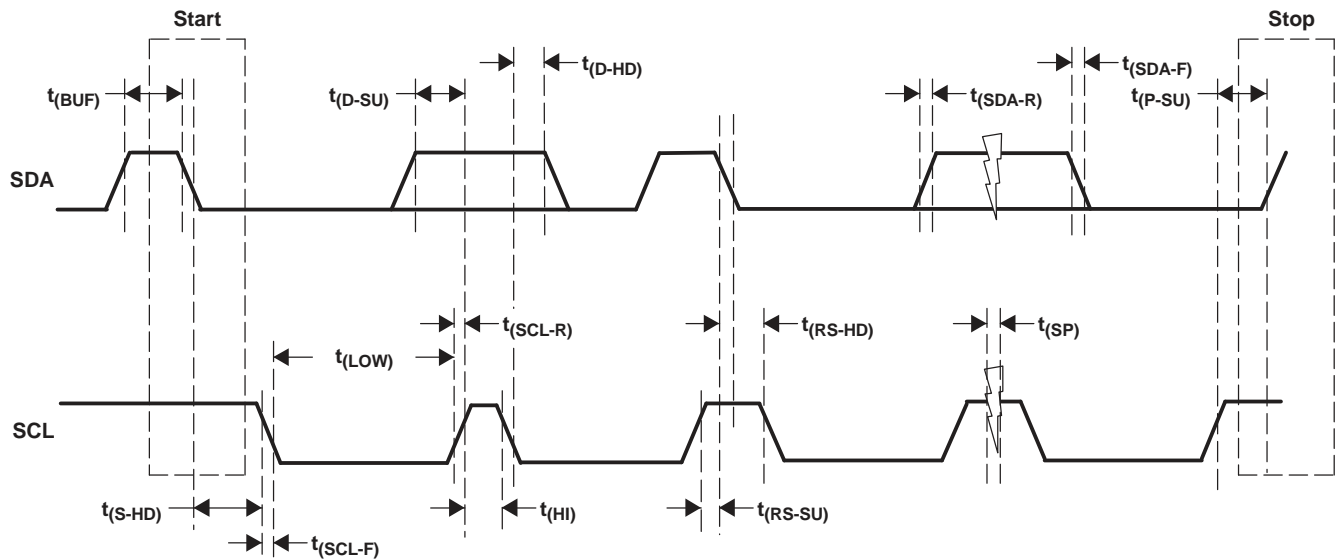 Start
Stop
t(D-HD)
t(SDA-F)
t(BUF)
t(D-SU)
t(SDA-R)
t(P-SU)
SDA
t(SCL-R)
t(RS-HD)
t(SP)
t(LOW)
SCL
t(S-HD)
t(HI)
t(RS-SU)
t(SCL-F)